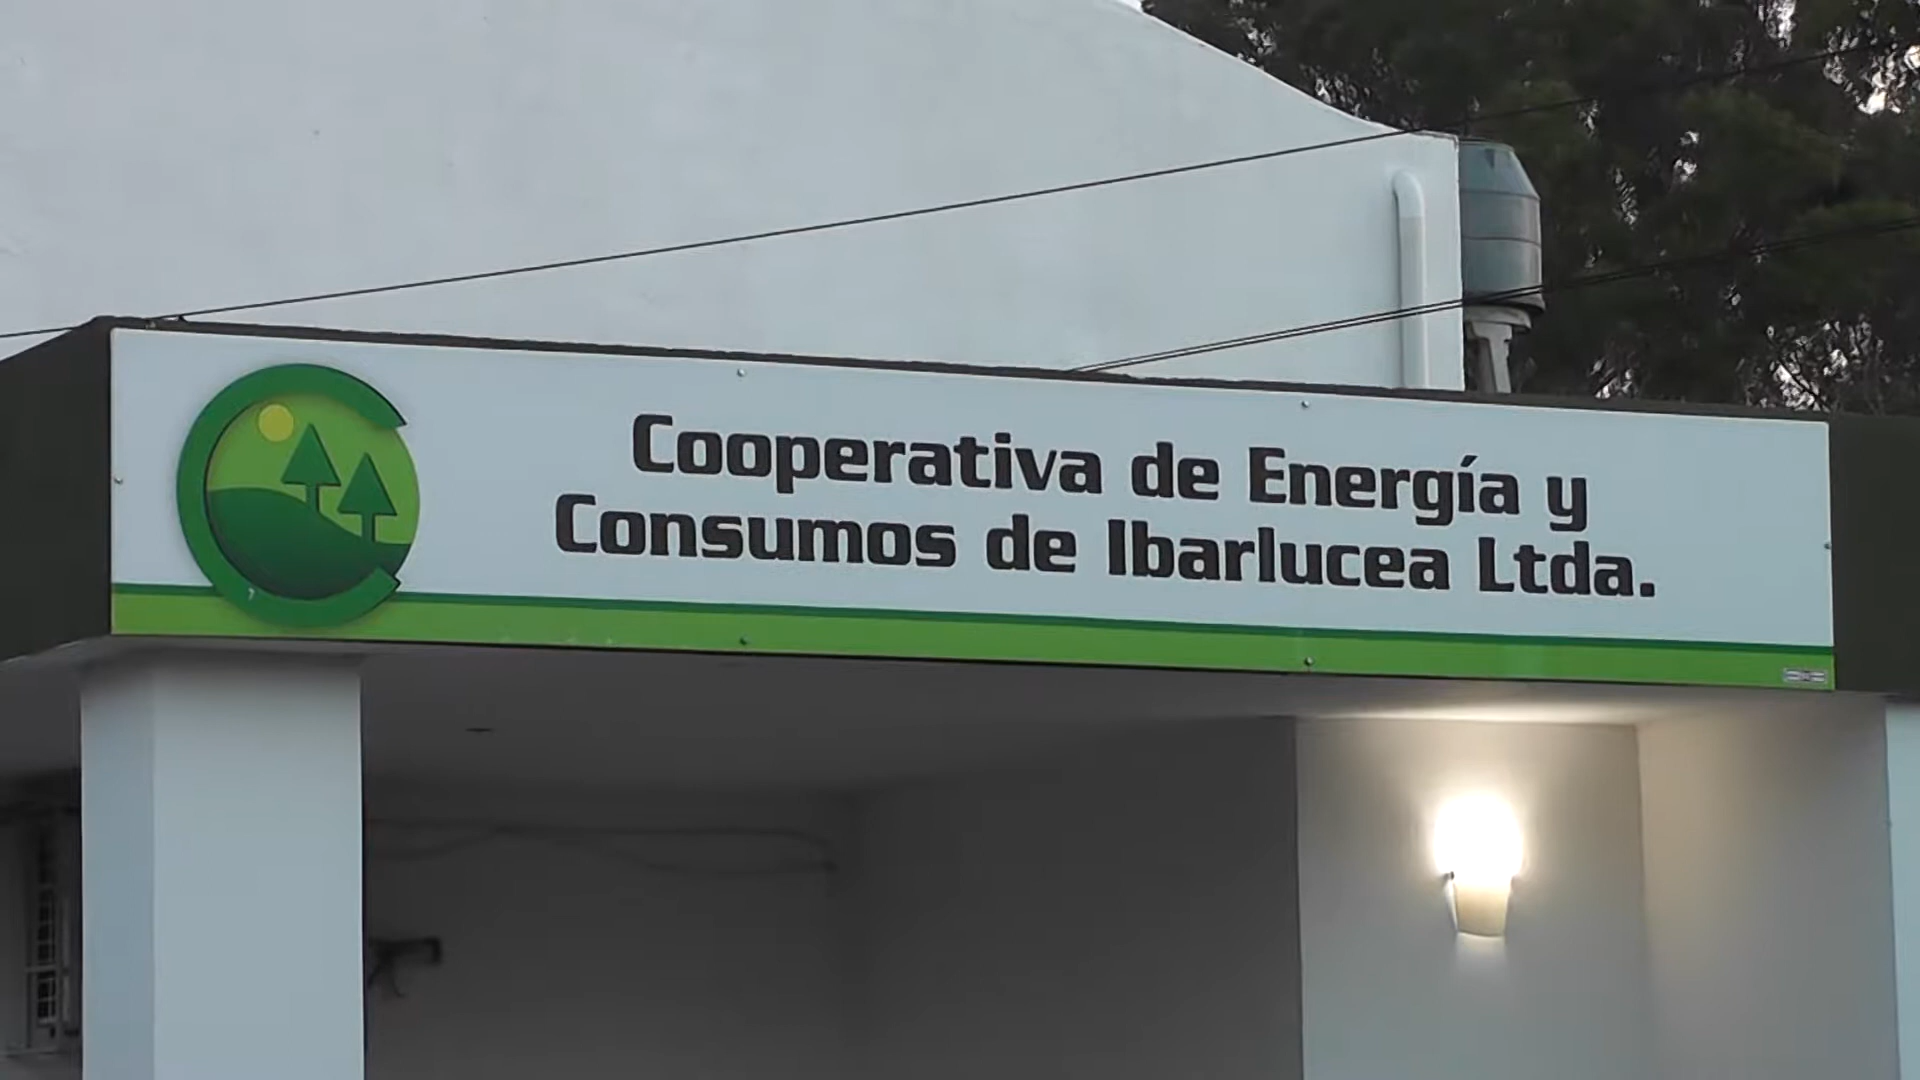 Cooperativa de Energía y
Consumos de Ibarlucea Ltda.